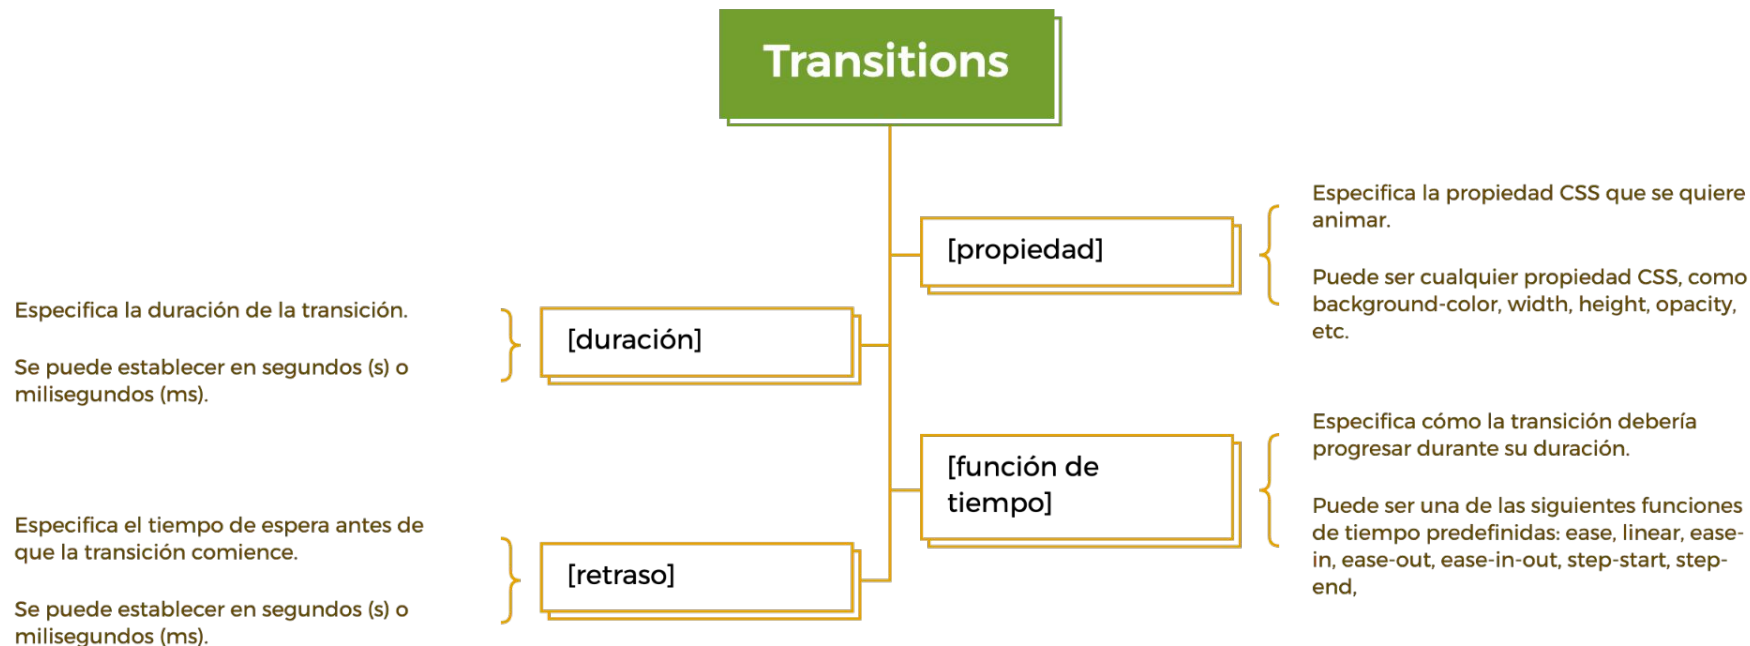 Transitions
[propiedad]
Especifica la propiedad CSS que se quiere
animar.
Puede ser cualquier propiedad CSS, como
background-color, width, height, opacity,
etc.
[duración]
Especifica la duración de la transición.
Se puede establecer en segundos (s) o
milisegundos (ms).
[función de
tiempo]
Especifica cómo la transición debería
progresar durante su duración.
Puede ser una de las siguientes funciones
de tiempo predefinidas: ease, linear, ease-
in, ease-out, ease-in-out, step-start, step-
end,
[retraso]
Especifica el tiempo de espera antes de
que la transición comience.
Se puede establecer en segundos (s) o
milisegundos (ms).